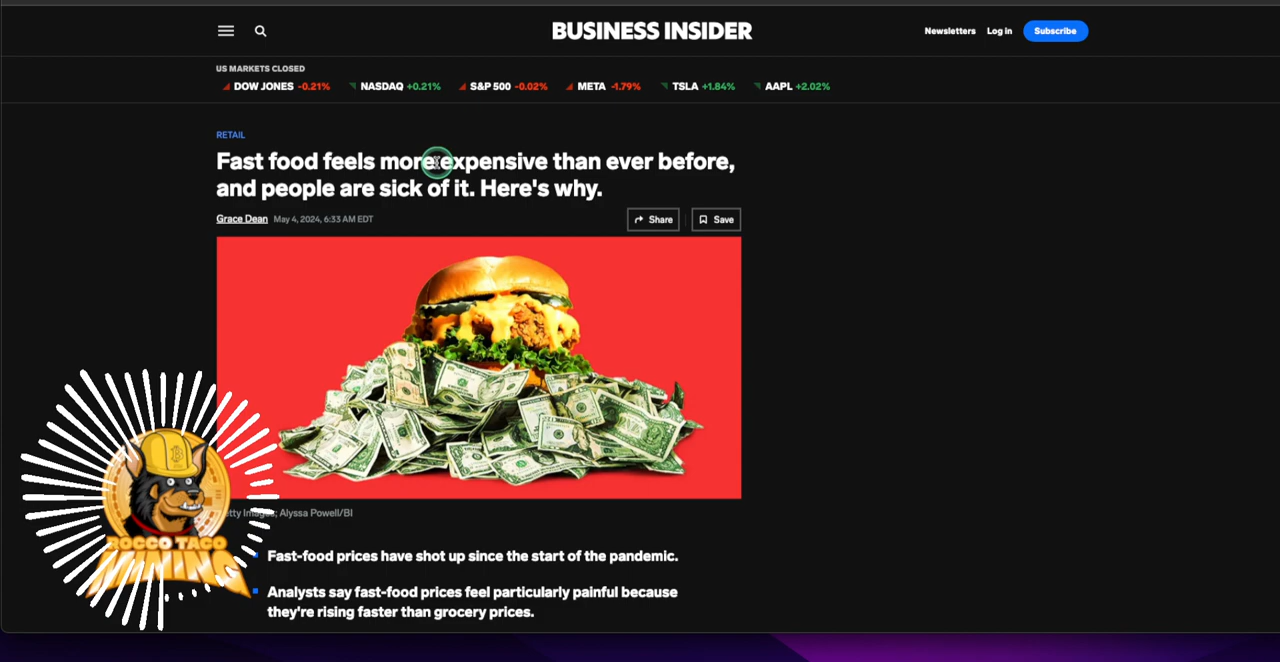 BUSINESS INSIDER
Newsletters Log in Subscribe
US MARKETS CLOSED
DOW JONES -0.21% NASDAQ +0.21% S&P 500 -0.02% META -1.79% TSLA +1.84% AAPL +2.02%
RETAIL
Fast food feels more expensive than ever before,
and people are sick of it. Here's why.
Grace Dean May 4, 2024, 6:33 AM EDT
Share Save
Alyssa Powell/BI
ROCCO TACO
MINING
Fast-food prices have shot up since the start of the pandemic.
Analysts say fast-food prices feel particularly painful because
they're rising faster than grocery prices.